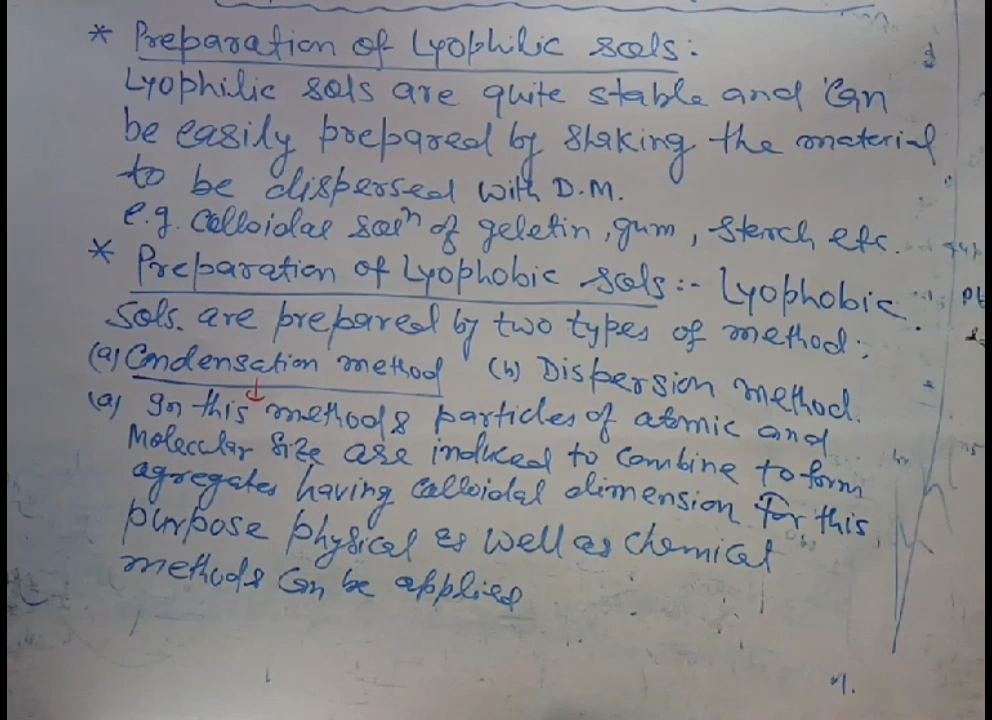 * Preparation of Lyophilic sols:
Lyophilic sols are quite stable and can
be easily prepared by shaking the material
to be dispersed with D.M.
e.g. Colloidal solⁿ of geletin, gum, sterch etc.
* Preparation of Lyophobic sols:- Lyophobic
Sols. are prepared by two types of method:
(a) Condensation method (b) Dispersion method.
(a) In this methods particles of atomic and
Molecular size are induced to combine to form
agregates having colloidal dimension For this
purpose physical as well as chemical
methods can be applied